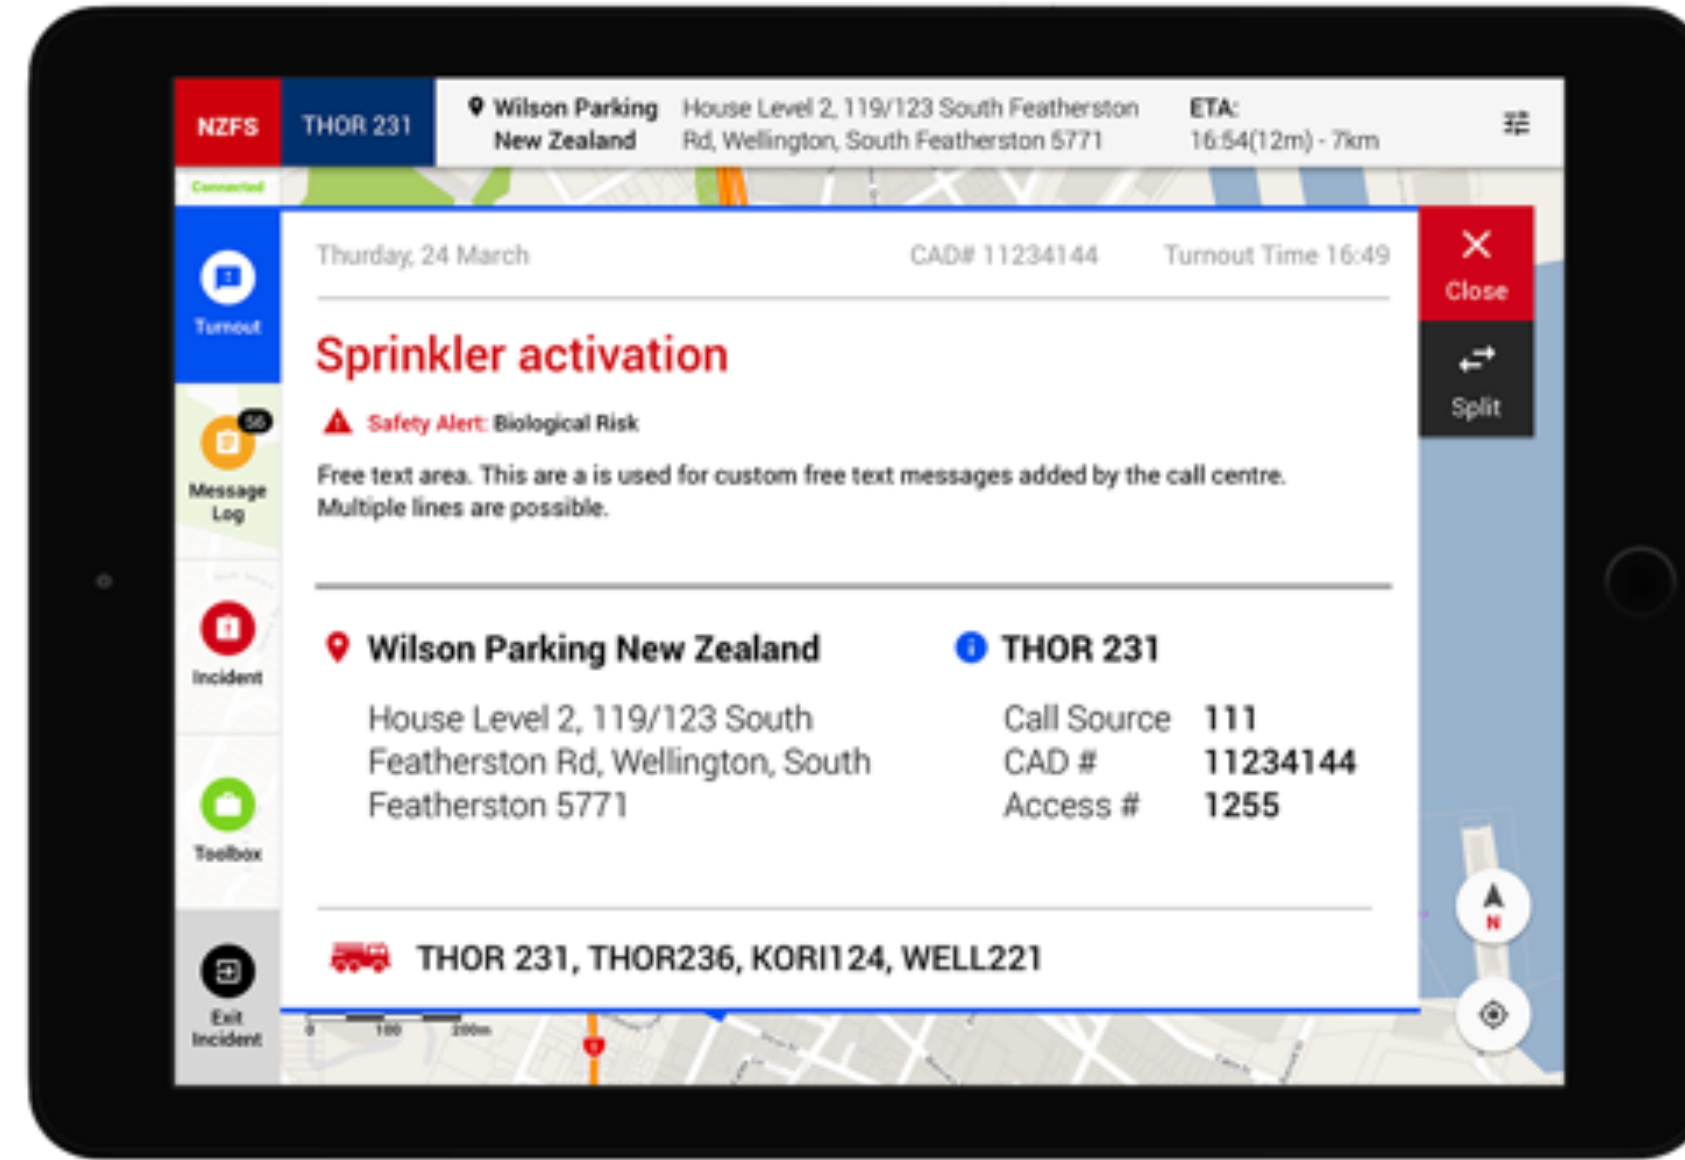 NZFS
THOR 231
Wilson Parking
New Zealand
House Level 2, 119/123 South Featherston
Rd, Wellington, South Featherston 5771
ETA:
16:54(12m) - 7km
Connected
Turnout
Message
Log
Incident
Toolbox
Exit
Incident
Thurday, 24 March
CAD# 11234144
Turnout Time 16:49
Sprinkler activation
Safety Alert: Biological Risk
Free text area. This are a is used for custom free text messages added by the call centre.
Multiple lines are possible.
Wilson Parking New Zealand
House Level 2, 119/123 South
Featherston Rd, Wellington, South
Featherston 5771
THOR 231
Call Source 111
CAD # 11234144
Access # 1255
THOR 231, THOR236, KORI124, WELL221
Close
Split
N
0 100 200m